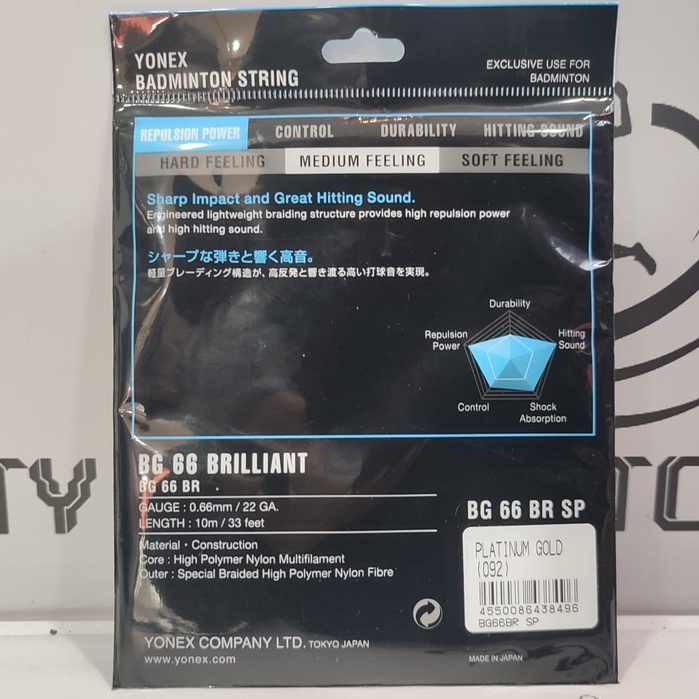 YONEX
BADMINTON STRING
EXCLUSIVE USE FOR
BADMINTON
REPULSION POWER
CONTROL
DURABILITY
HITTING SOUND
HARD FEELING
MEDIUM FEELING
SOFT FEELING
Sharp Impact and Great Hitting Sound.
Engineered lightweight braiding structure provides high repulsion power
and high hitting sound.
シャープな弾きと響く高音。
軽量ブレーディング構造が、高反発と響き渡る高い打球音を実現。
Durability
Repulsion
Power
Hitting
Sound
Control
Shock
Absorption
BG 66 BRILLIANT
BG 66 BR
GAUGE : 0.66mm / 22 GA.
LENGTH : 10m / 33 feet
BG 66 BR SP
Material・Construction
Core : High Polymer Nylon Multifilament
Outer : Special Braided High Polymer Nylon Fibre
PLATINUM GOLD
(092)
4550086438496
BG66BR SP
YONEX COMPANY LTD. TOKYO JAPAN
www.yonex.com
MADE IN JAPAN